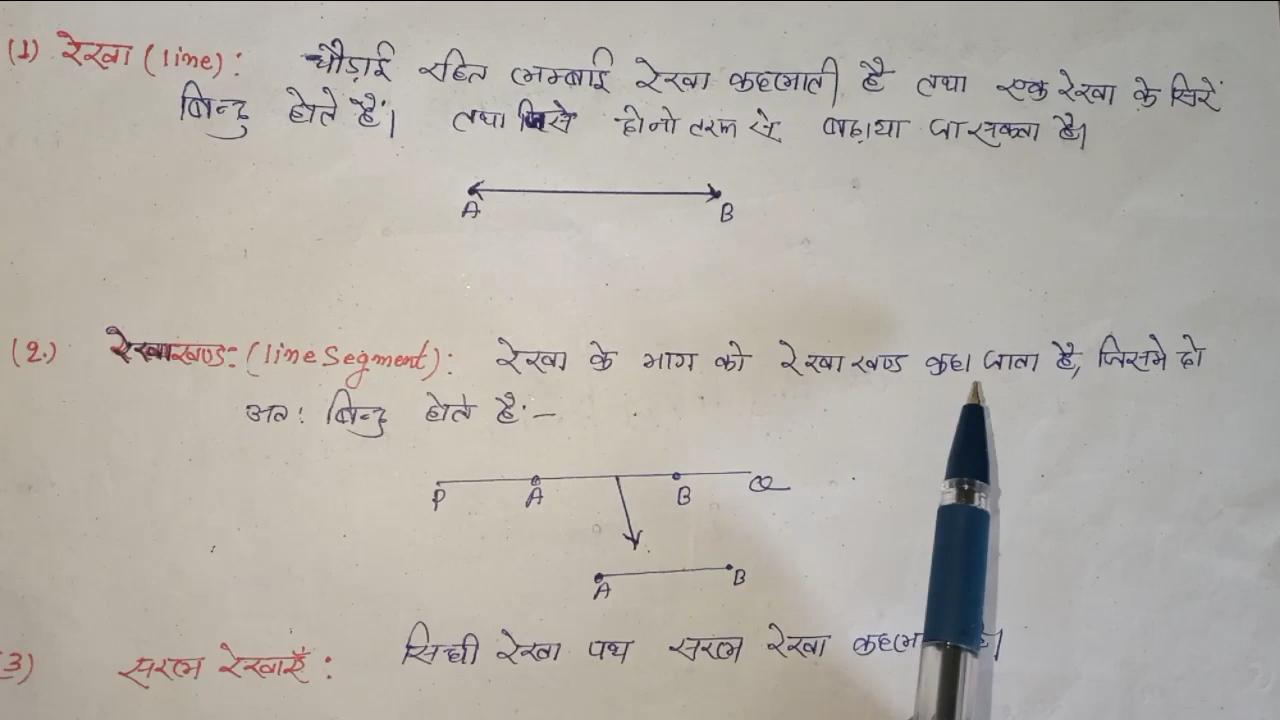 (1) रेखा (line): चौड़ाई रहित लम्बाई रेखा कहलाती है तथा एक रेखा के सिरें
बिन्दु होते हैं। तथा जिसे दोनो तरफ से बढ़ाया जा सकता है।
A B
(2.) रेखाखण्ड:- (line Segment): रेखा के भाग को रेखा खण्ड कहा जाता है, जिसमे दो
अतः बिन्दु होते है:-
P A B Q
A B
(3) सरल रेखाएँ: सिधी रेखा पथ सरल रेखा